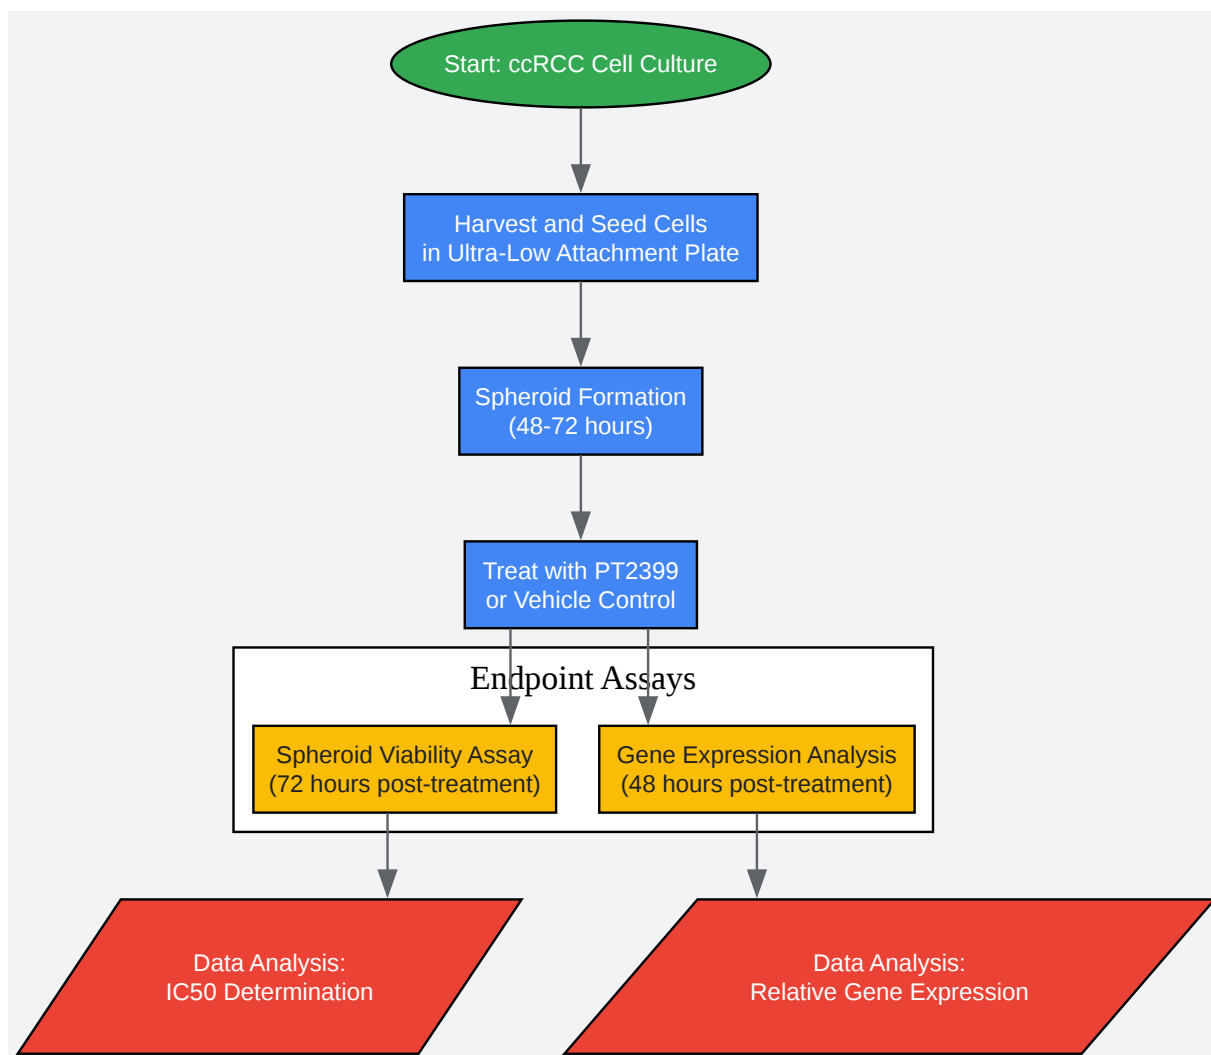 Start: ccRCC Cell Culture
Harvest and Seed Cells
in Ultra-Low Attachment Plate
Spheroid Formation
(48-72 hours)
Treat with PT2399
or Vehicle Control
Endpoint Assays
Spheroid Viability Assay
(72 hours post-treatment)
Gene Expression Analysis
(48 hours post-treatment)
Data Analysis:
IC50 Determination
Data Analysis:
Relative Gene Expression